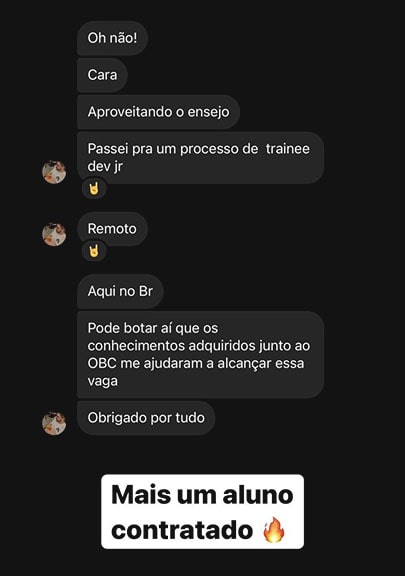 Oh não!
Cara
Aproveitando o ensejo
Passei pra um processo de trainee
dev jr
🤘
Remoto
🤘
Aqui no Br
Pode botar aí que os
conhecimentos adquiridos junto ao
OBC me ajudaram a alcançar essa
vaga
Obrigado por tudo
Mais um aluno
contratado 🔥